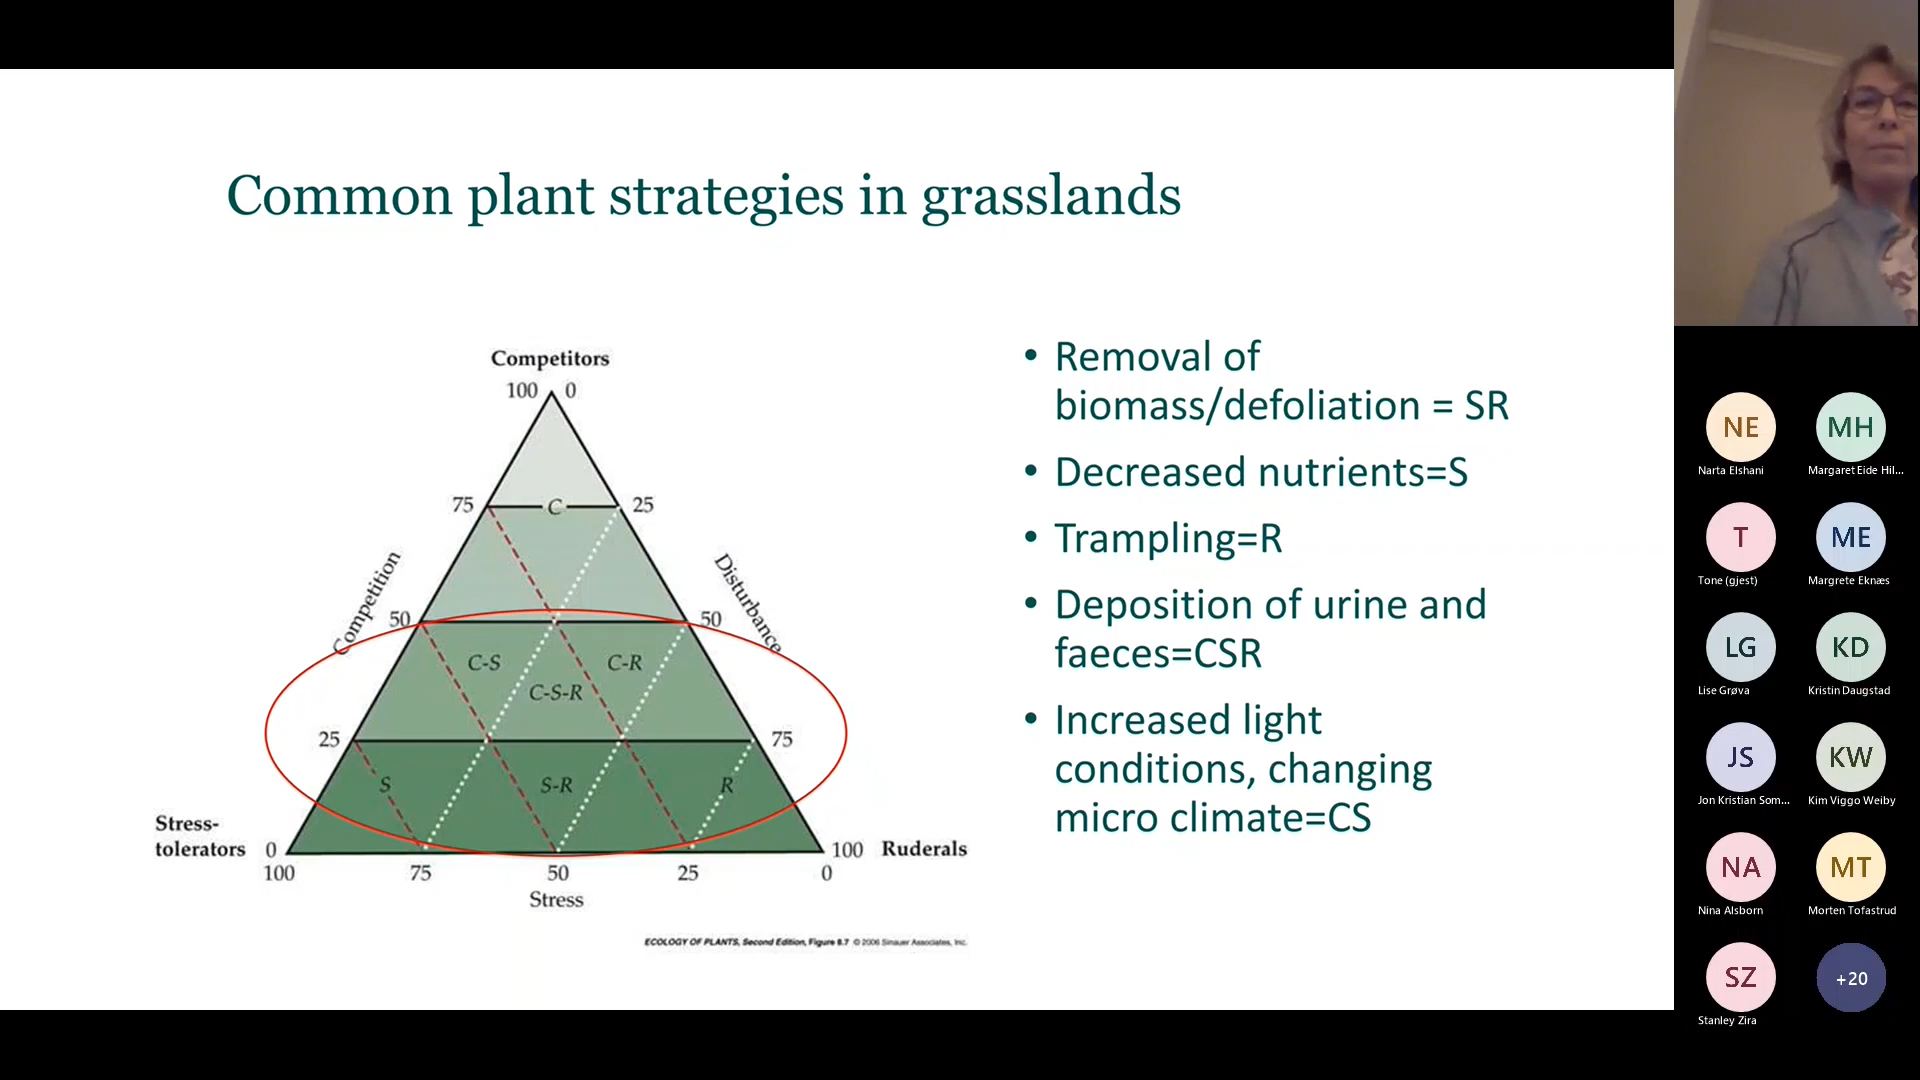 Common plant strategies in grasslands
Competitors
100 0
75 C 25
Competition
Disturbance
50 50
C-S C-R
C-S-R
25 75
S S-R R
Stress-
tolerators 0
100 Ruderals
100 75 50 25 0
Stress
ECOLOGY OF PLANTS, Second Edition, Figure 8.7 © 2006 Sinauer Associates, Inc.
• Removal of
biomass/defoliation = SR
• Decreased nutrients=S
• Trampling=R
• Deposition of urine and
faeces=CSR
• Increased light
conditions, changing
micro climate=CS
NE MH
Narta Elshani Margaret Eide Hil...
T ME
Tone (gjest) Margrete Eknæs
LG KD
Lise Grøva Kristin Daugstad
JS KW
Jon Kristian Som... Kim Viggo Weiby
NA MT
Nina Alsborn Morten Tofastrud
SZ +20
Stanley Zira